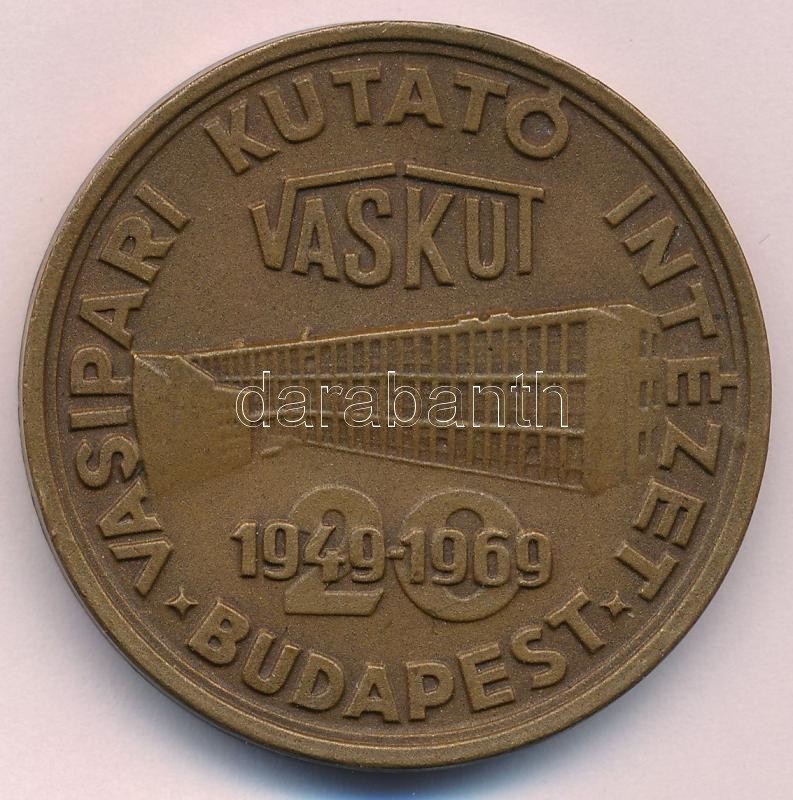 VASIPARI KUTATÓ INTÉZET
VASKUT
darabanth
20
1949-1969
BUDAPEST